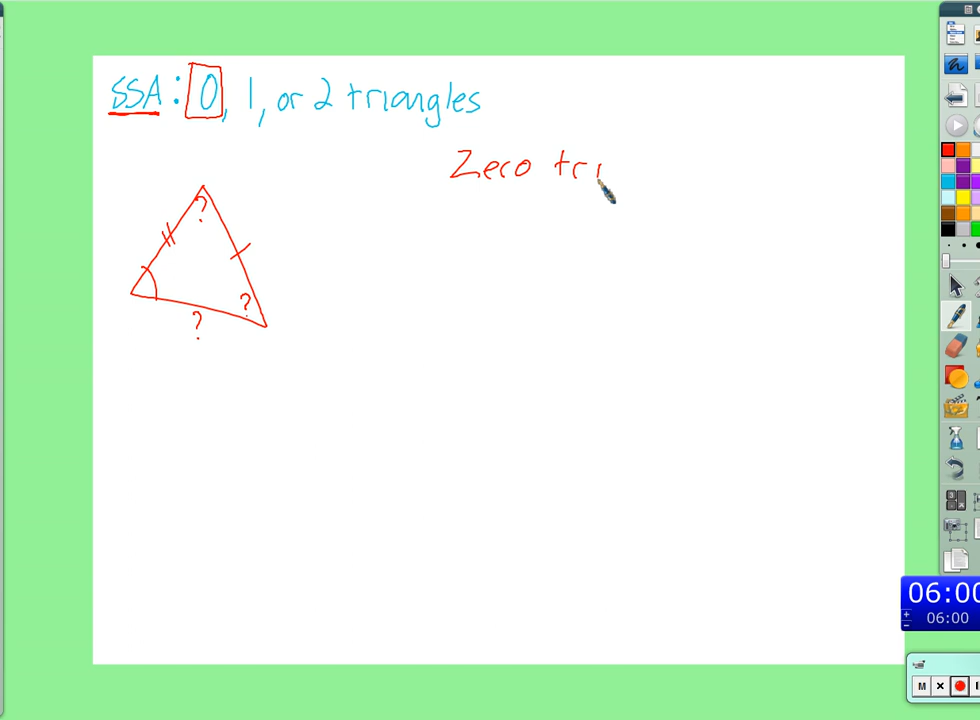 SSA: 0, 1, or 2 triangles
Zero tri
?
?
?
06:00
06:00
M x